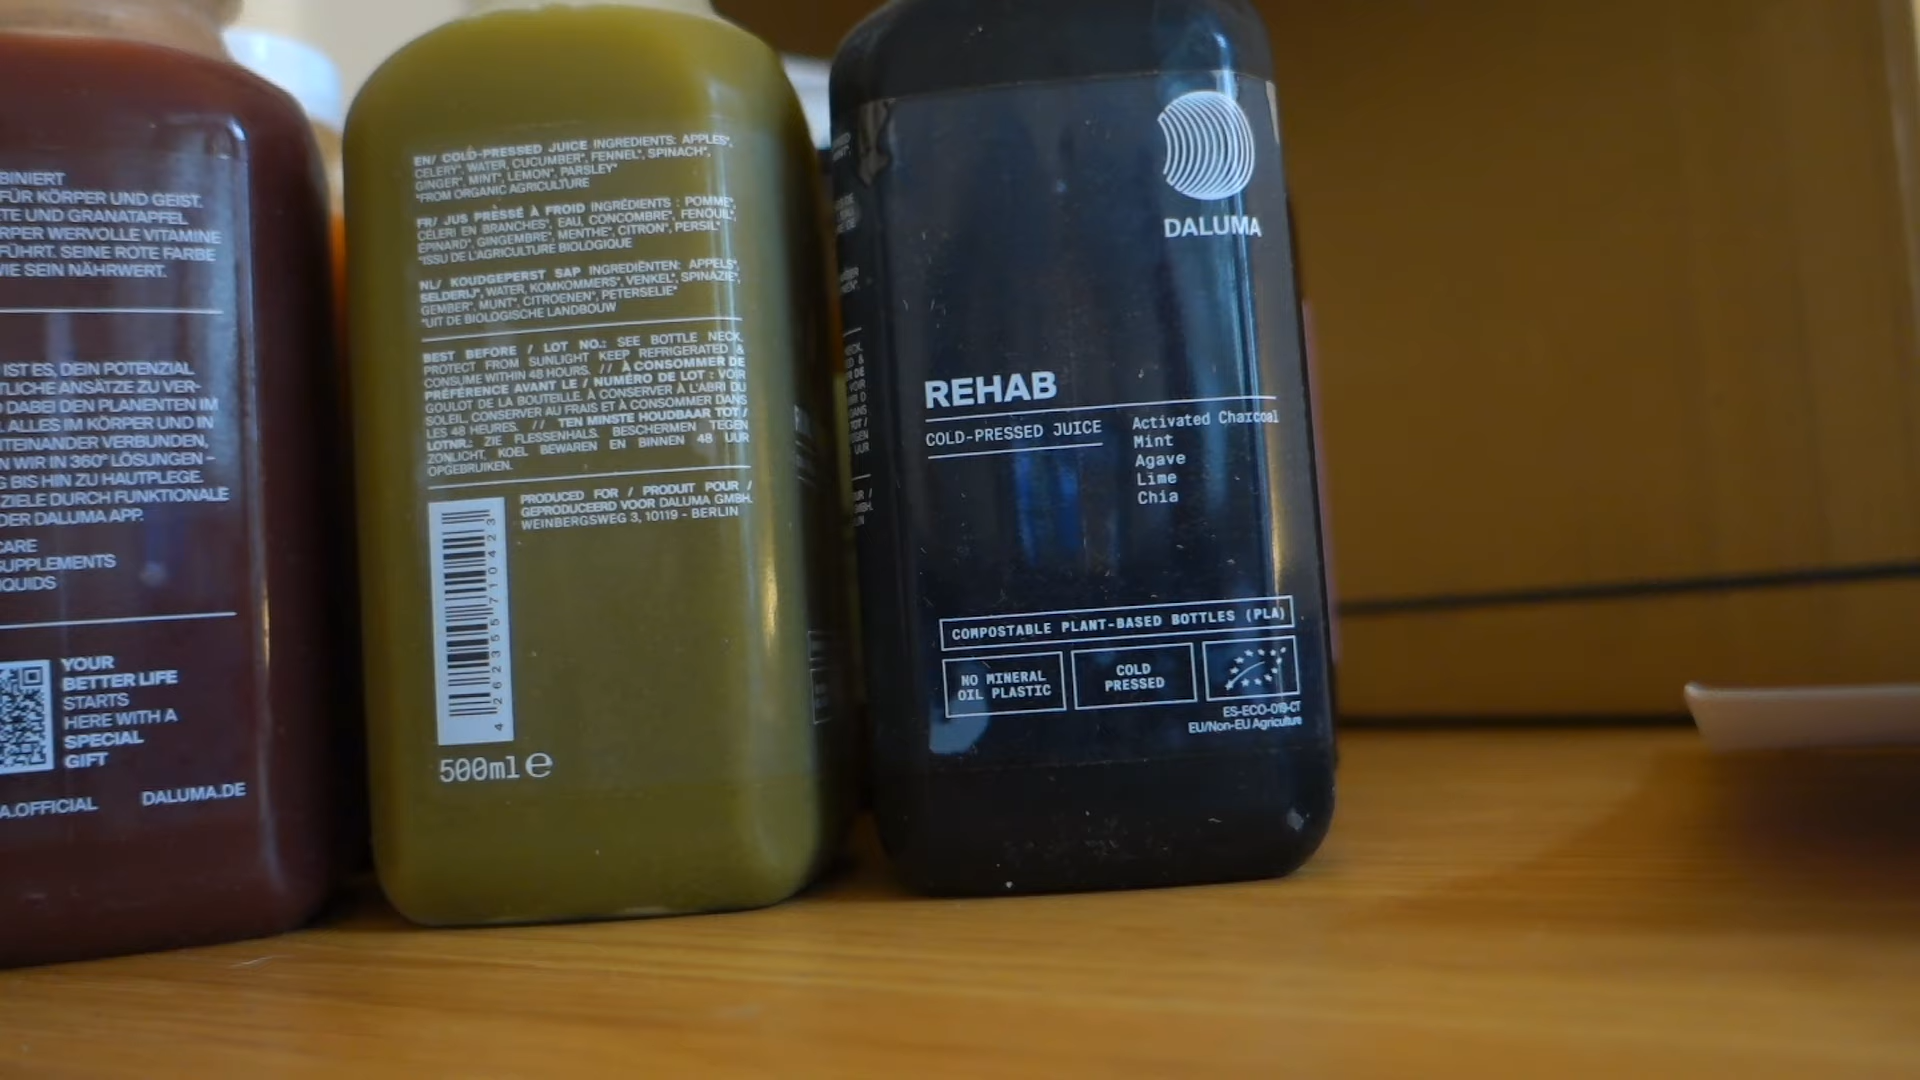 BINIERT
FÜR KÖRPER UND GEIST.
TE UND GRANATAPFEL
RPER WERVOLLE VITAMINE
FÜHRT. SEINE ROTE FARBE
WIE SEIN NÄHRWERT.
IST ES, DEIN POTENZIAL
TLICHE ANSÄTZE ZU VER-
D DABEI DEN PLANENTEN IM
ALLES IM KÖRPER UND IN
TEINANDER VERBUNDEN,
N WIR IN 360° LÖSUNGEN –
G BIS HIN ZU HAUTPFLEGE.
ZIELE DURCH FUNKTIONALE
DER DALUMA APP.
CARE
SUPPLEMENTS
IQUIDS
YOUR
BETTER LIFE
STARTS
HERE WITH A
SPECIAL
GIFT
A.OFFICIAL DALUMA.DE
EN/ COLD-PRESSED JUICE INGREDIENTS: APPLES*,
CELERY*, WATER, CUCUMBER*, FENNEL*, SPINACH*,
GINGER*, MINT*, LEMON*, PARSLEY*
*FROM ORGANIC AGRICULTURE
FR/ JUS PRESSÉ À FROID INGRÉDIENTS : POMME*,
CÉLERI EN BRANCHES*, EAU, CONCOMBRE*, FENOUIL*,
ÉPINARD*, GINGEMBRE*, MENTHE*, CITRON*, PERSIL*
*ISSU DE L'AGRICULTURE BIOLOGIQUE
NL/ KOUDGEPERST SAP INGREDIËNTEN: APPELS*,
SELDERIJ*, WATER, KOMKOMMERS*, VENKEL*, SPINAZIE*,
GEMBER*, MUNT*, CITROENEN*, PETERSELIE*
*UIT DE BIOLOGISCHE LANDBOUW
BEST BEFORE / LOT NO.: SEE BOTTLE NECK.
PROTECT FROM SUNLIGHT KEEP REFRIGERATED &
CONSUME WITHIN 48 HOURS. // À CONSOMMER DE
PRÉFÉRENCE AVANT LE / NUMÉRO DE LOT : VOIR
GOULOT DE LA BOUTEILLE. À CONSERVER À L'ABRI DU
SOLEIL, CONSERVER AU FRAIS ET À CONSOMMER DANS
LES 48 HEURES. // TEN MINSTE HOUDBAAR TOT /
LOTNR.: ZIE FLESSENHALS. BESCHERMEN TEGEN
ZONLICHT, KOEL BEWAREN EN BINNEN 48 UUR
OPGEBRUIKEN.
PRODUCED FOR / PRODUIT POUR /
GEPRODUCEERD VOOR DALUMA GMBH,
WEINBERGSWEG 3, 10119 - BERLIN
4262355710423
500ml e
DALUMA
REHAB
COLD-PRESSED JUICE
Activated Charcoal
Mint
Agave
Lime
Chia
COMPOSTABLE PLANT-BASED BOTTLES (PLA)
NO MINERAL
OIL PLASTIC
COLD
PRESSED
ES-ECO-019-CT
EU/Non-EU Agriculture